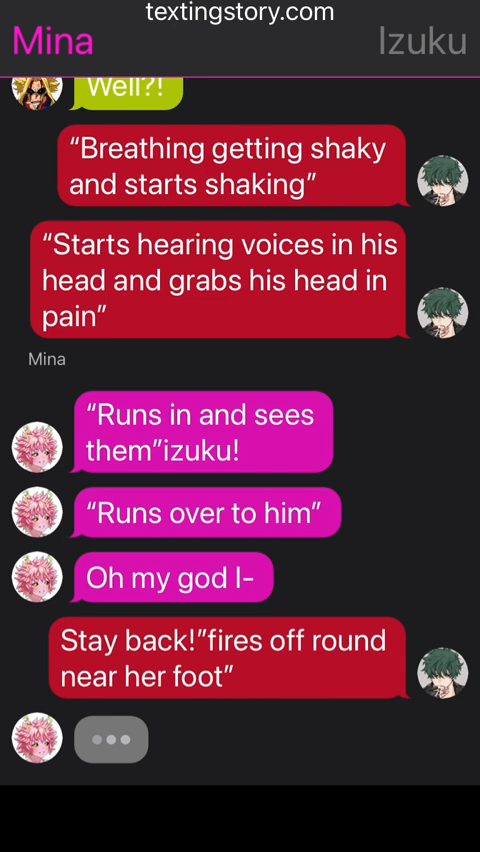 textingstory.com
Mina
Izuku
Well?!
“Breathing getting shaky
and starts shaking”
“Starts hearing voices in his
head and grabs his head in
pain”
Mina
“Runs in and sees
them”izuku!
“Runs over to him”
Oh my god I-
Stay back!”fires off round
near her foot”